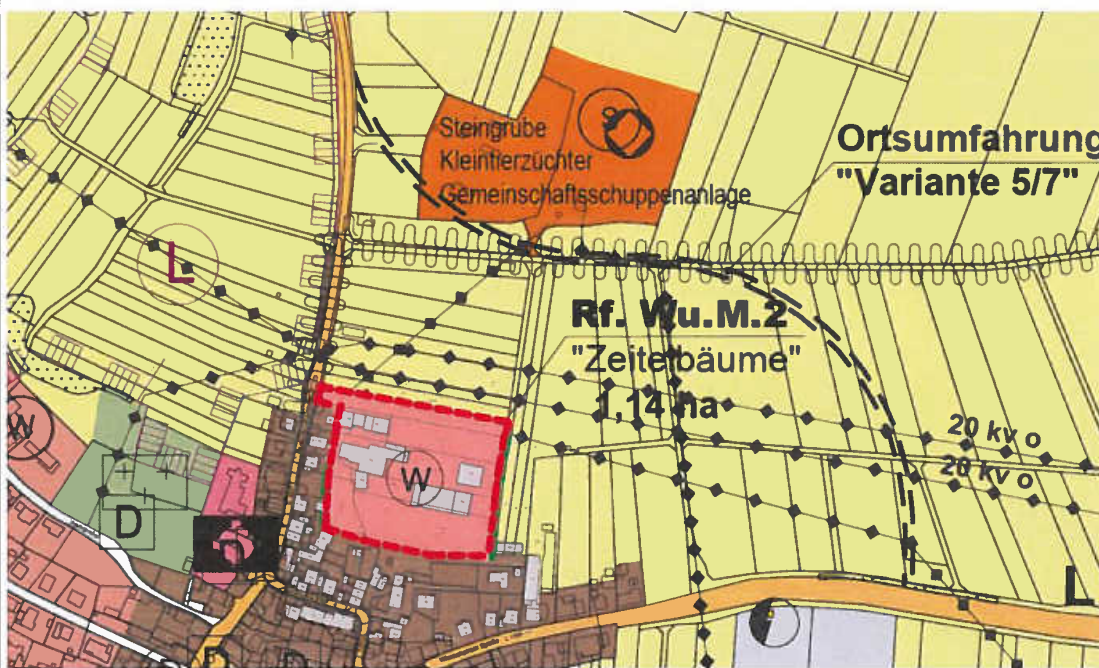 Steingrube
Kleintierzüchter
Gemeinschaftsschuppenanlage
Ortsumfahrung
"Variante 5/7"
L
Rf. Wu.M.2
"Zeitelbäume"
1,14 ha
20 kv o
20 kv o
W
W
D
D
L